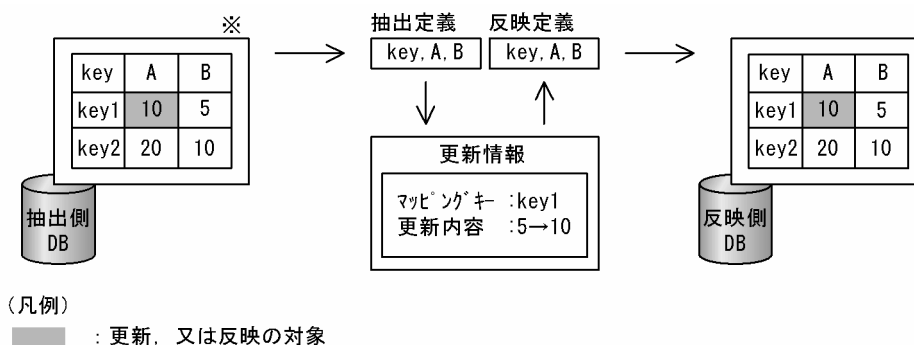 ※
抽出定義 反映定義
key, A, B key, A, B
key A B
key1 10 5
key2 20 10
抽出側
DB
更新情報
マッピングキー :key1
更新内容 :5→10
key A B
key1 10 5
key2 20 10
反映側
DB
(凡例)
:更新, 又は反映の対象